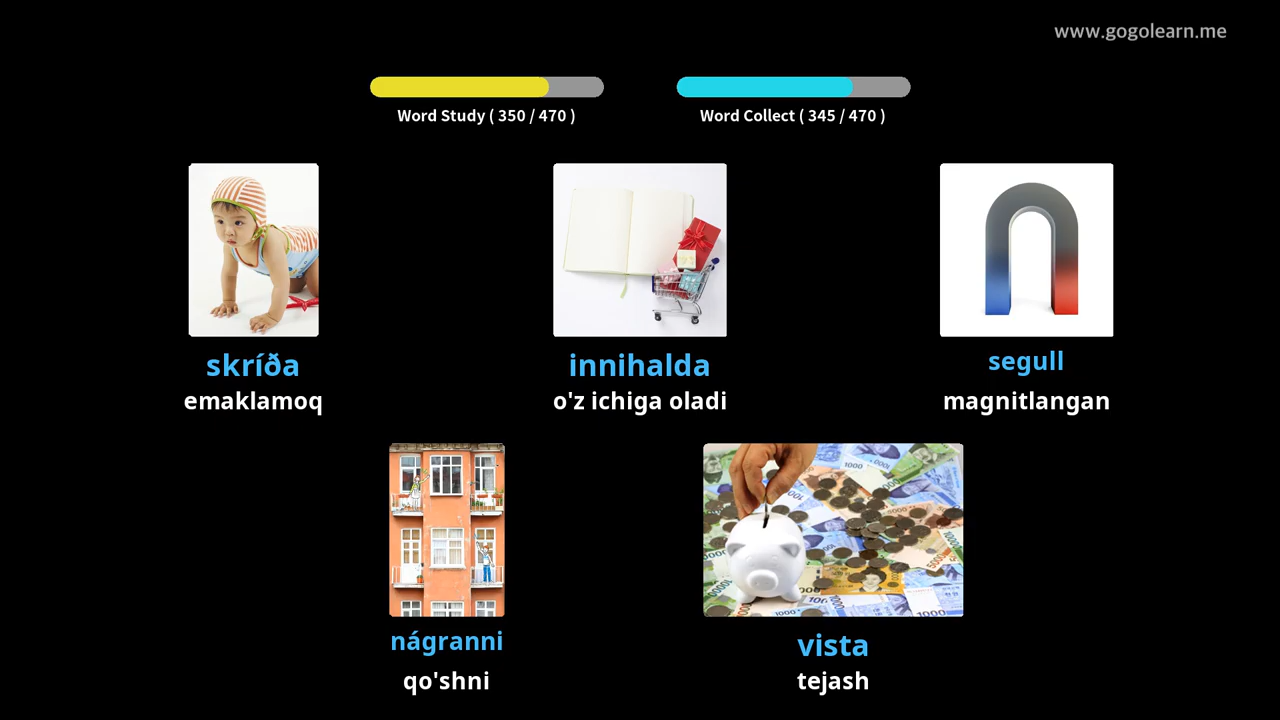 www.gogolearn.me
Word Study ( 350 / 470 )
Word Collect ( 345 / 470 )
skríða
emaklamoq
innihalda
o'z ichiga oladi
segull
magnitlangan
nágranni
qo'shni
vista
tejash